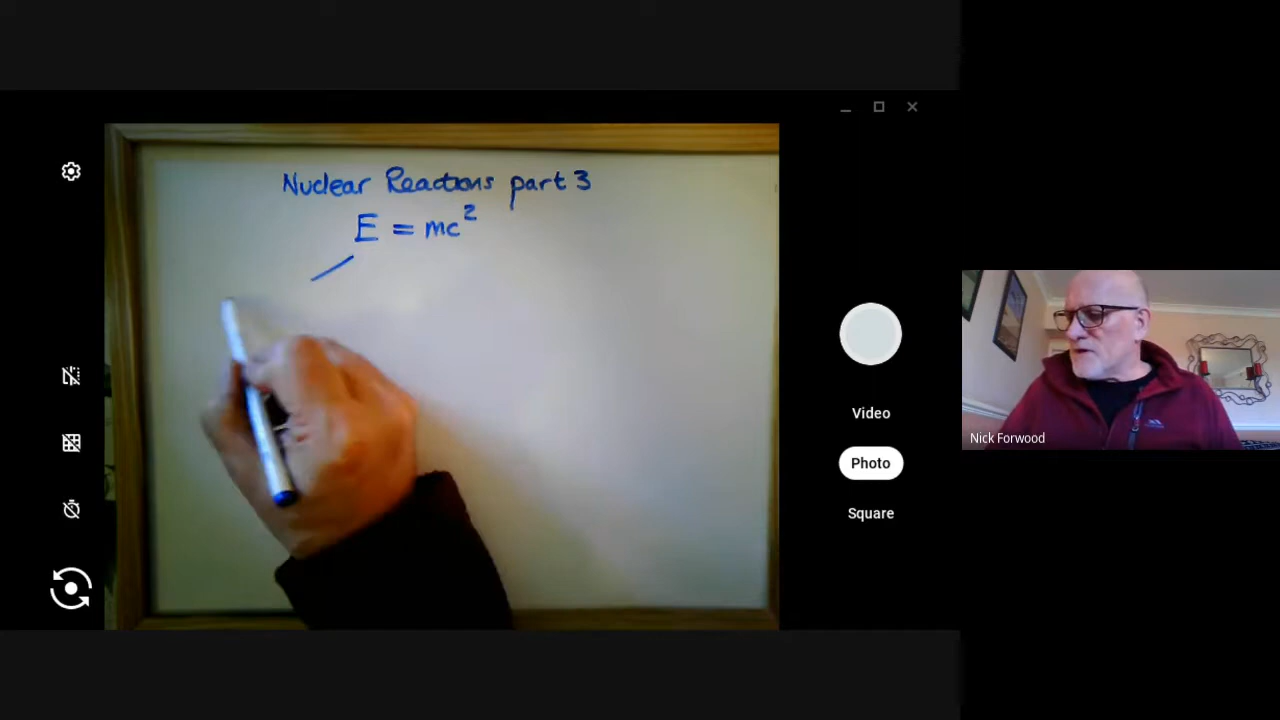 Nuclear Reactions part 3
E = mc²
Video
Photo
Square
Nick Forwood